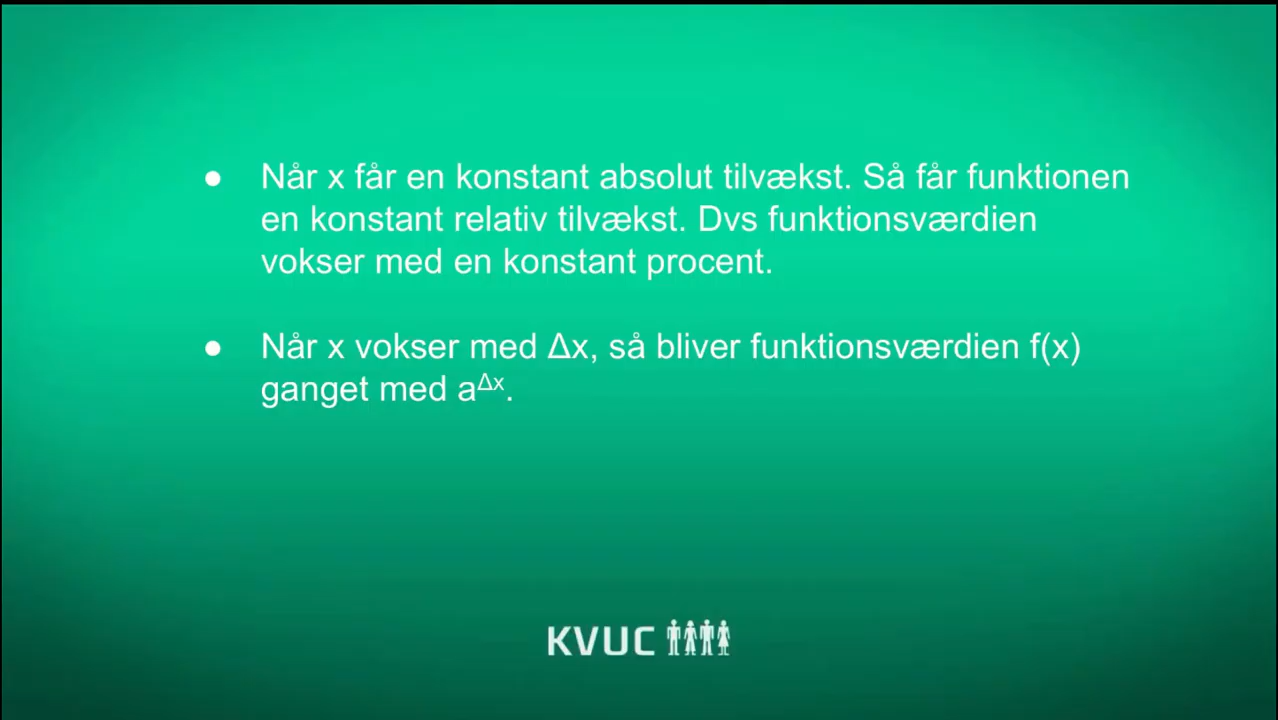 ● Når x får en konstant absolut tilvækst. Så får funktionen
en konstant relativ tilvækst. Dvs funktionsværdien
vokser med en konstant procent.
● Når x vokser med Δx, så bliver funktionsværdien f(x)
ganget med a^Δx.
KVUC